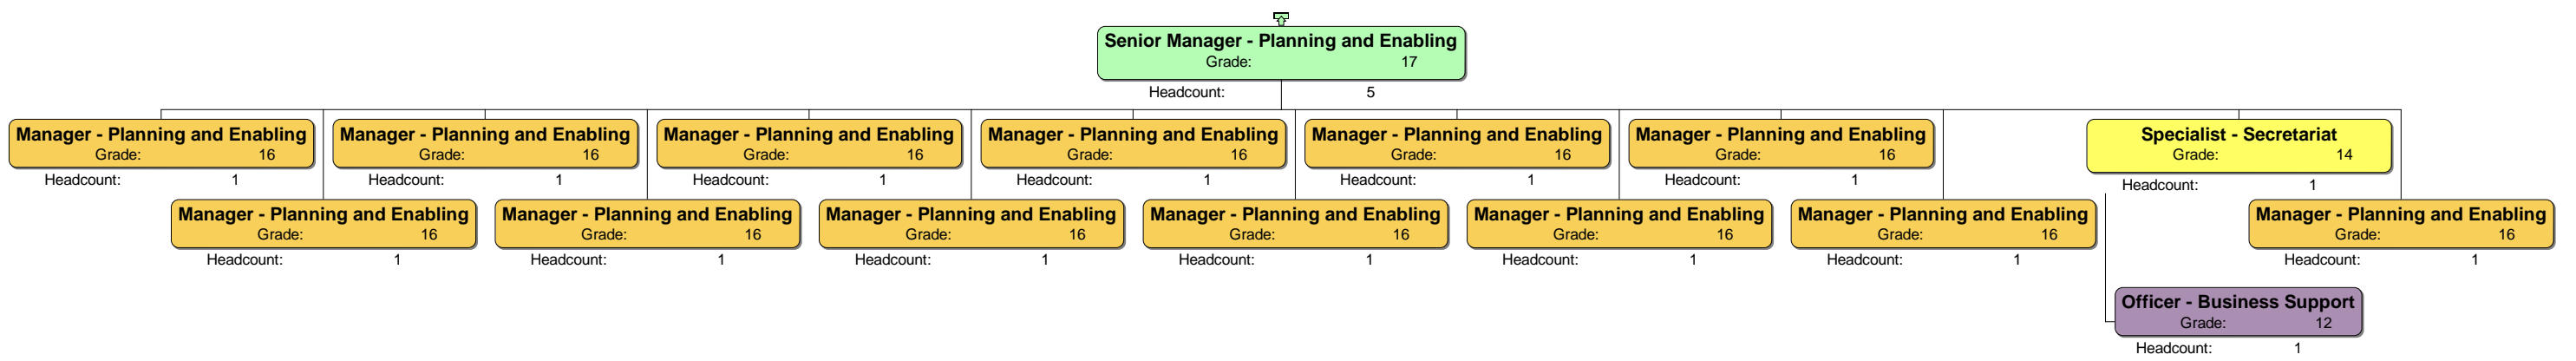 Senior Manager - Planning and Enabling
Grade: 17
Headcount: 5
Manager - Planning and Enabling
Grade: 16
Headcount: 1
Manager - Planning and Enabling
Grade: 16
Headcount: 1
Manager - Planning and Enabling
Grade: 16
Headcount: 1
Manager - Planning and Enabling
Grade: 16
Headcount: 1
Manager - Planning and Enabling
Grade: 16
Headcount: 1
Manager - Planning and Enabling
Grade: 16
Headcount: 1
Specialist - Secretariat
Grade: 14
Headcount: 1
Manager - Planning and Enabling
Grade: 16
Headcount: 1
Manager - Planning and Enabling
Grade: 16
Headcount: 1
Manager - Planning and Enabling
Grade: 16
Headcount: 1
Manager - Planning and Enabling
Grade: 16
Headcount: 1
Manager - Planning and Enabling
Grade: 16
Headcount: 1
Manager - Planning and Enabling
Grade: 16
Headcount: 1
Manager - Planning and Enabling
Grade: 16
Headcount: 1
Officer - Business Support
Grade: 12
Headcount: 1